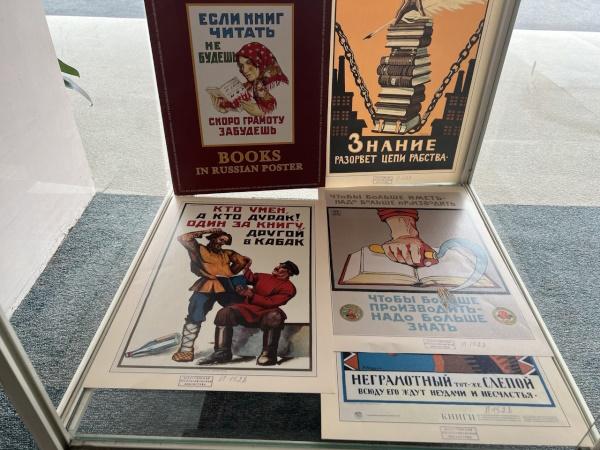 ЕСЛИ КНИГ
ЧИТАТЬ
НЕ
БУДЕШЬ
СКОРО ГРАМОТУ
ЗАБУДЕШЬ
BOOKS
IN RUSSIAN POSTER
ЗНАНИЕ
РАЗОРВЕТ ЦЕПИ РАБСТВА.
КТО УМЕН,
А КТО ДУРАК!
ОДИН ЗА КНИГУ,
ДРУГОЙ
В КАБАК
ЧТОБЫ БОЛЬШЕ ИМЕТЬ-
НАДО БОЛЬШЕ ПРОИЗВОДИТЬ
ЧТОБЫ БОЛЬШЕ
ПРОИЗВОДИТЬ-
НАДО БОЛЬШЕ
ЗНАТЬ
НЕГРАМОТНЫЙ ТОТ-ЖЕ СЛЕПОЙ
ВСЮДУ ЕГО ЖДУТ НЕУДАЧИ И НЕСЧАСТЬЯ.
КНИГИ